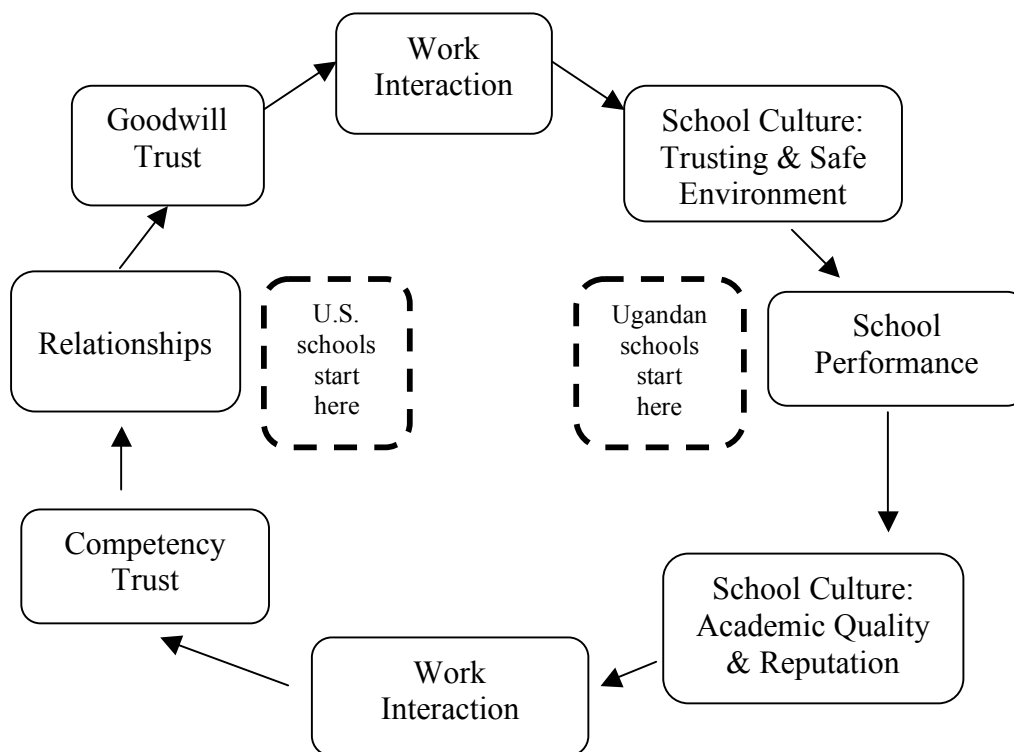 Work
Interaction
Goodwill
Trust
School Culture:
Trusting & Safe
Environment
Relationships
U.S.
schools
start
here
Ugandan
schools
start
here
School
Performance
Competency
Trust
School Culture:
Academic Quality
& Reputation
Work
Interaction